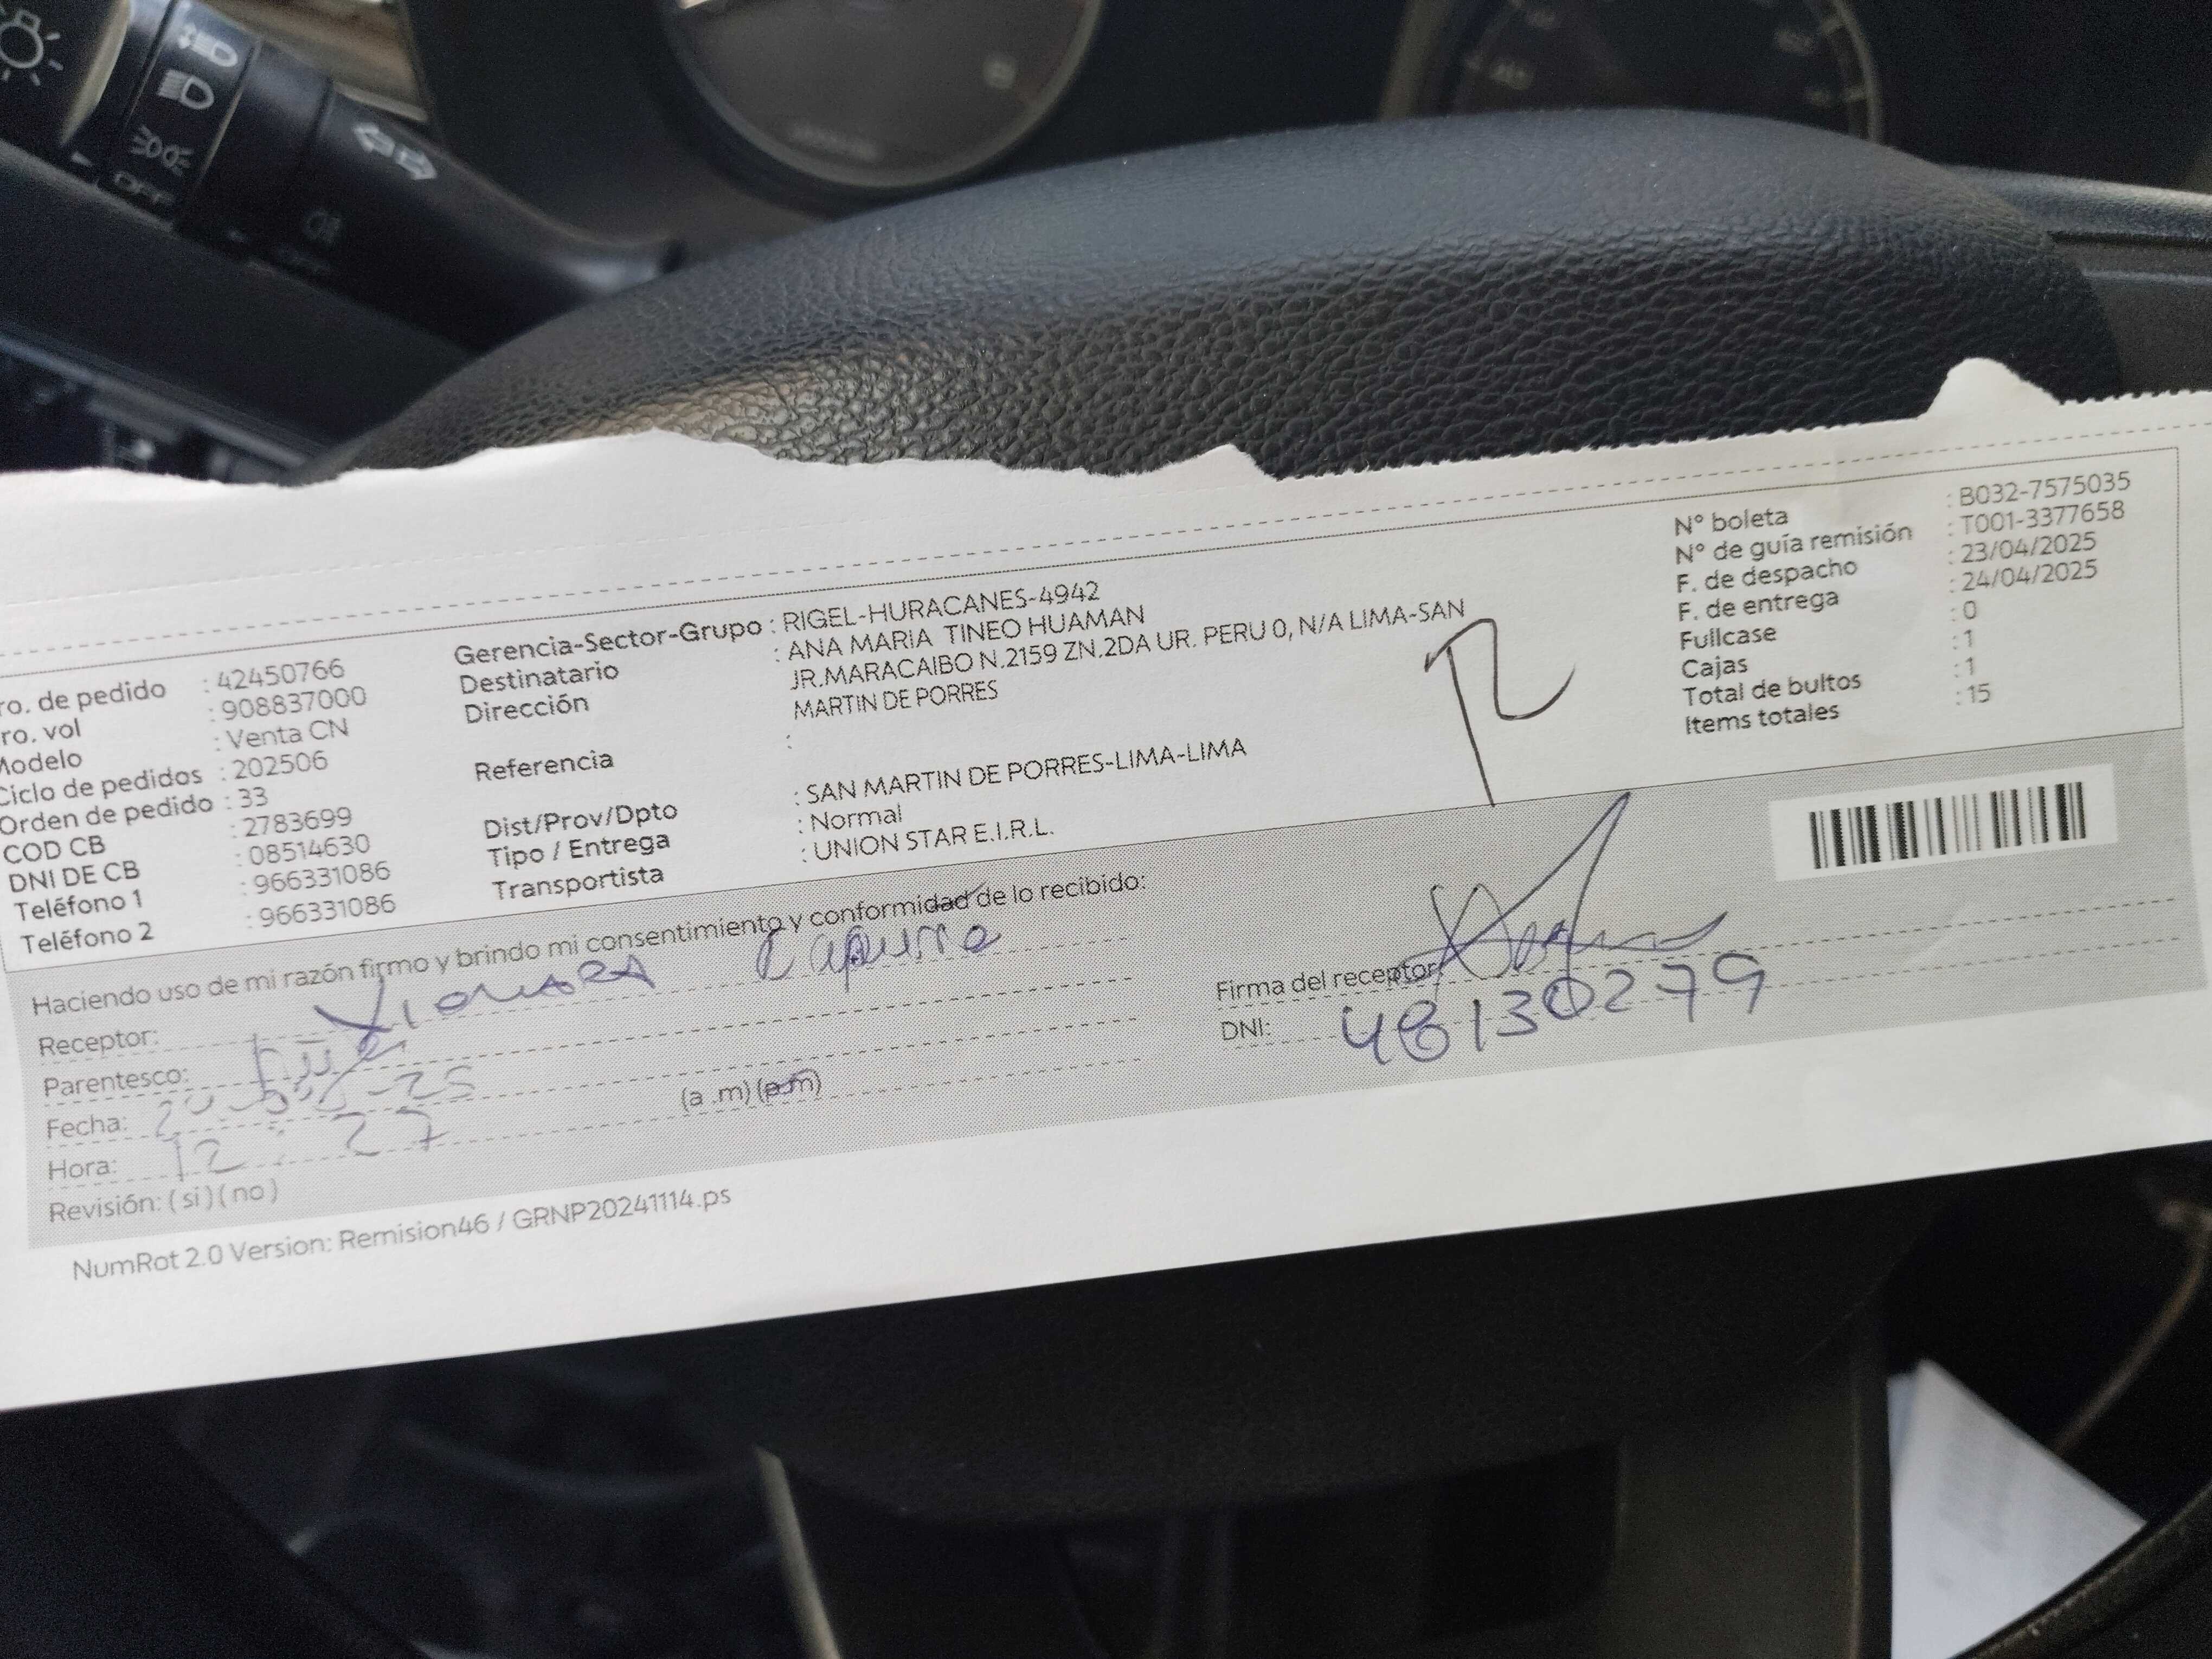 ro. de pedido : 42450766
ro. vol : 908837000
Modelo : Venta CN
Ciclo de pedidos : 202506
Orden de pedido : 33
COD CB : 2783699
DNI DE CB : 08514630
Teléfono 1 : 966331086
Teléfono 2 : 966331086
Gerencia-Sector-Grupo : RIGEL-HURACANES-4942
Destinatario : ANA MARIA TINEO HUAMAN
Dirección JR.MARACAIBO N.2159 ZN.2DA UR. PERU 0, N/A LIMA-SAN
MARTIN DE PORRES
Referencia :
Dist/Prov/Dpto : SAN MARTIN DE PORRES-LIMA-LIMA
Tipo / Entrega : Normal
Transportista : UNION STAR E.I.R.L.
N° boleta : B032-7575035
N° de guía remisión : T001-3377658
F. de despacho : 23/04/2025
F. de entrega : 24/04/2025
Fullcase : 0
Cajas : 1
Total de bultos : 1
Items totales : 15
Haciendo uso de mi razón firmo y brindo mi consentimiento y conformidad de lo recibido:
Receptor: XIOMARA
Parentesco:
Fecha:
Hora: 12:27 (a .m) (p.m)
Revisión: ( si ) ( no )
Firma del receptor:
DNI: 48130279
NumRot 2.0 Version: Remision46 / GRNP20241114.ps
OFF